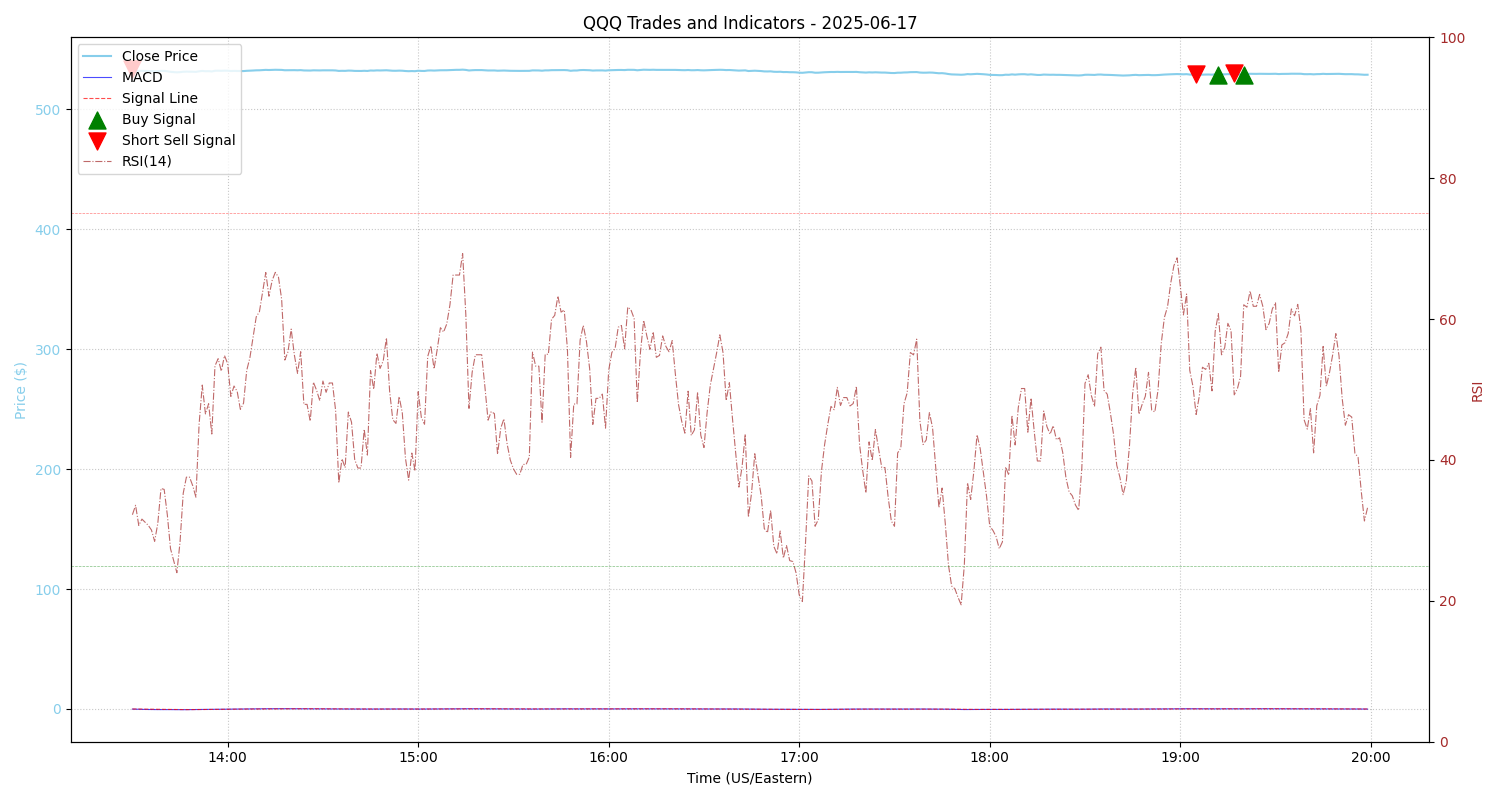 QQQ Trades and Indicators - 2025-06-17
Close Price
MACD
Signal Line
Buy Signal
Short Sell Signal
RSI(14)
Price ($)
500
400
300
200
100
0
100
80
60
40
20
0
RSI
14:00
15:00
16:00
17:00
18:00
19:00
20:00
Time (US/Eastern)